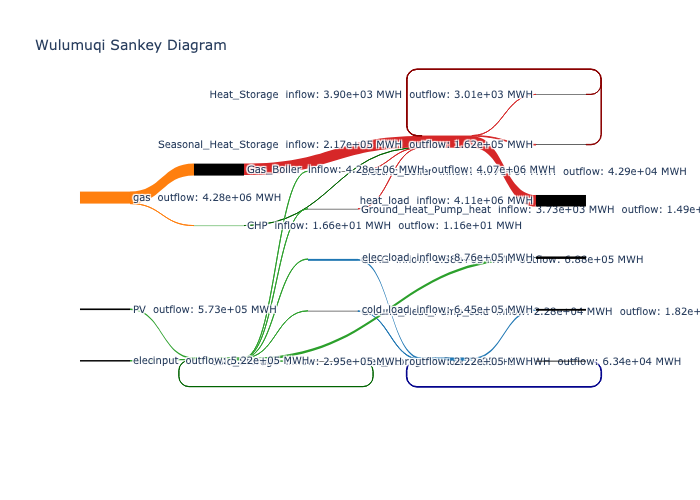 Wulumuqi Sankey Diagram
Heat_Storage inflow: 3.90e+03 MWH outflow: 3.01e+03 MWH
Seasonal_Heat_Storage inflow: 2.17e+05 MWH outflow: 1.62e+05 MWH
Gas_Boiler inflow: 4.28e+06 MWH outflow: 4.07e+06 MWH
outflow: 4.29e+04 MWH
gas outflow: 4.28e+06 MWH
heat_load inflow: 4.11e+06 MWH
Ground_Heat_Pump_heat inflow: 3.73e+03 MWH outflow: 1.49e+
CHP inflow: 1.66e+01 MWH outflow: 1.16e+01 MWH
elec_load inflow: 8.76e+05 MWH
outflow: 6.88e+05 MWH
PV outflow: 5.73e+05 MWH
cold_load inflow: 6.45e+05 MWH
2.28e+04 MWH outflow: 1.82e+
elecinput outflow: 5.22e+05 MWH
2.95e+05 MWH
outflow: 2.22e+05 MWH
outflow: 6.34e+04 MWH